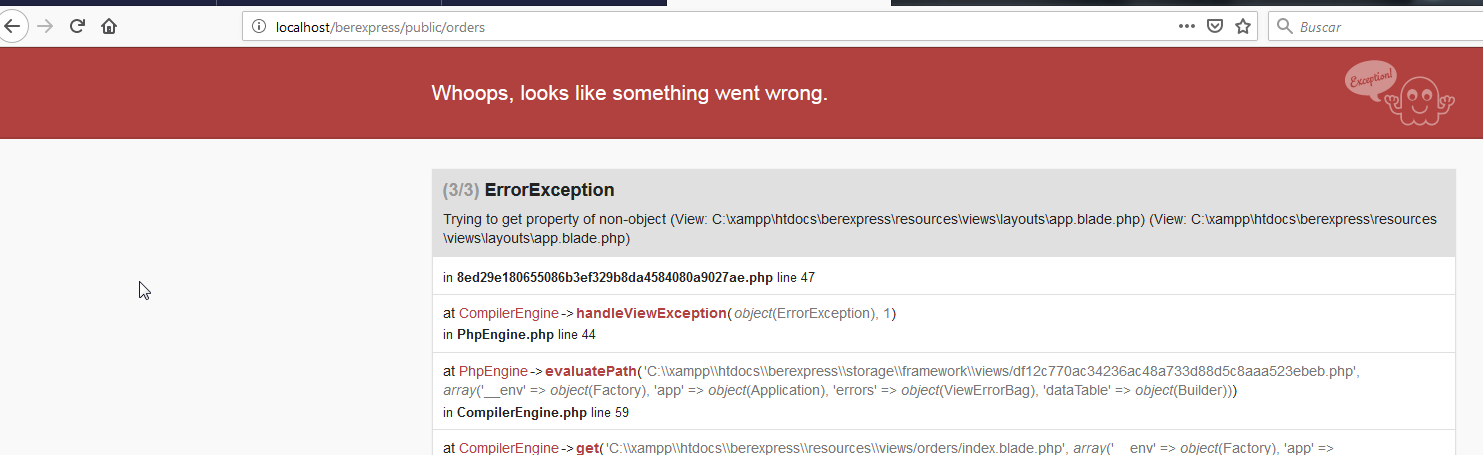 localhost/berexpress/public/orders
Buscar
Whoops, looks like something went wrong.
Exception!
(3/3) ErrorException
Trying to get property of non-object (View: C:\xampp\htdocs\berexpress\resources\views\layouts\app.blade.php) (View: C:\xampp\htdocs\berexpress\resources
\views\layouts\app.blade.php)
in 8ed29e180655086b3ef329b8da4584080a9027ae.php line 47
at CompilerEngine->handleViewException(object(ErrorException), 1)
in PhpEngine.php line 44
at PhpEngine->evaluatePath('C:\\xampp\\htdocs\\berexpress\\storage\\framework\\views/df12c770ac34236ac48a733d88d5c8aaa523ebeb.php',
array('__env' => object(Factory), 'app' => object(Application), 'errors' => object(ViewErrorBag), 'dataTable' => object(Builder)))
in CompilerEngine.php line 59
at CompilerEngine->get('C:\\xampp\\htdocs\\berexpress\\resources\\views/orders/index.blade.php', array('__env' => object(Factory), 'app' =>